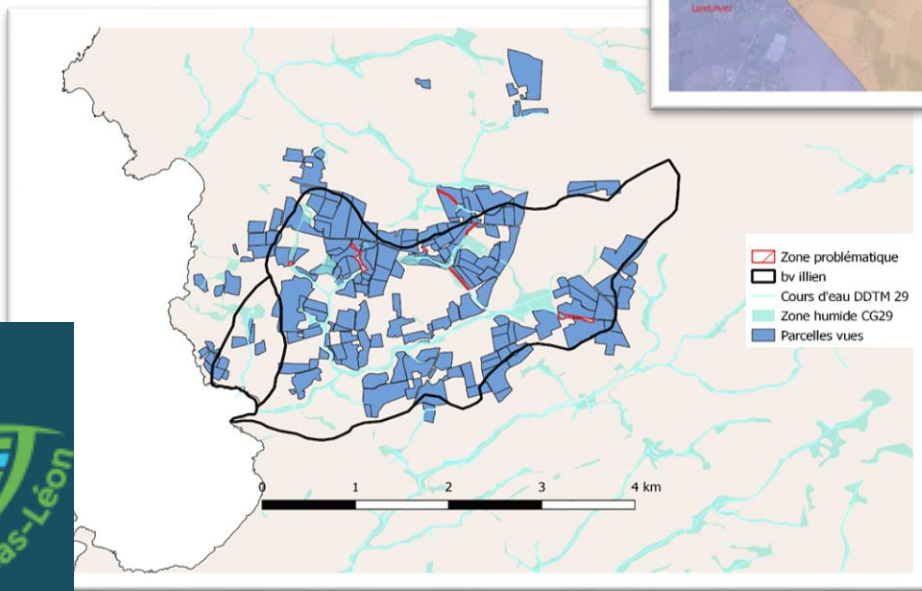 Landunvez
Zone problématique
bv illien
Cours d'eau DDTM 29
Zone humide CG29
Parcelles vues
0 1 2 3 4 km
as-Léon